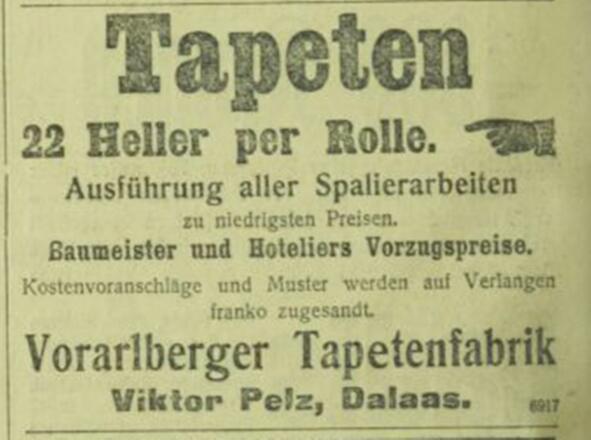 Tapeten
22 Heller per Rolle.
Ausführung aller Spalierarbeiten
zu niedrigsten Preisen.
Baumeister und Hoteliers Vorzugspreise.
Kostenvoranschläge und Muster werden auf Verlangen
franko zugesandt.
Vorarlberger Tapetenfabrik
Viktor Pelz, Dalaas. 6917